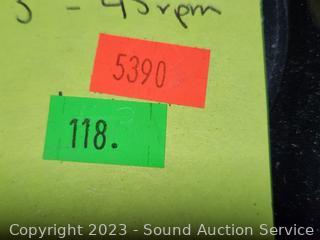 5 - 45rpm
5390
118.
Copyright 2023 - Sound Auction Service